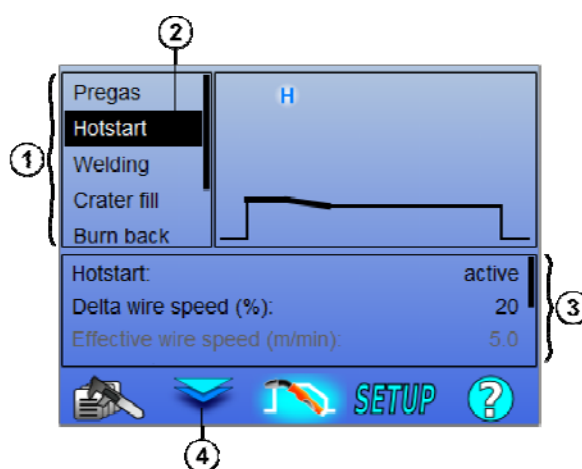 2
Pregas
H
Hotstart
1
Welding
Crater fill
Burn back
Hotstart: active
3
Delta wire speed (%): 20
Effective wire speed (m/min): 5.0
SETUP ?
4